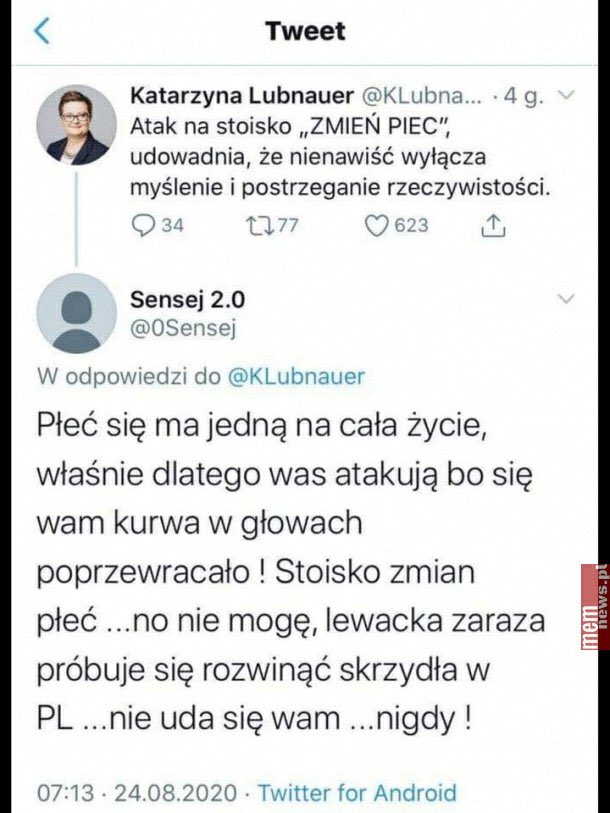 Tweet
Katarzyna Lubnauer @KLubna... · 4 g.
Atak na stoisko „ZMIEŃ PIEC”,
udowadnia, że nienawiść wyłącza
myślenie i postrzeganie rzeczywistości.
34 77 623
Sensej 2.0
@0Sensej
W odpowiedzi do @KLubnauer
Płeć się ma jedną na cała życie,
właśnie dlatego was atakują bo się
wam kurwa w głowach
poprzewracało ! Stoisko zmian
płeć ...no nie mogę, lewacka zaraza
próbuje się rozwinąć skrzydła w
PL ...nie uda się wam ...nigdy !
07:13 · 24.08.2020 · Twitter for Android
mem
news.pl